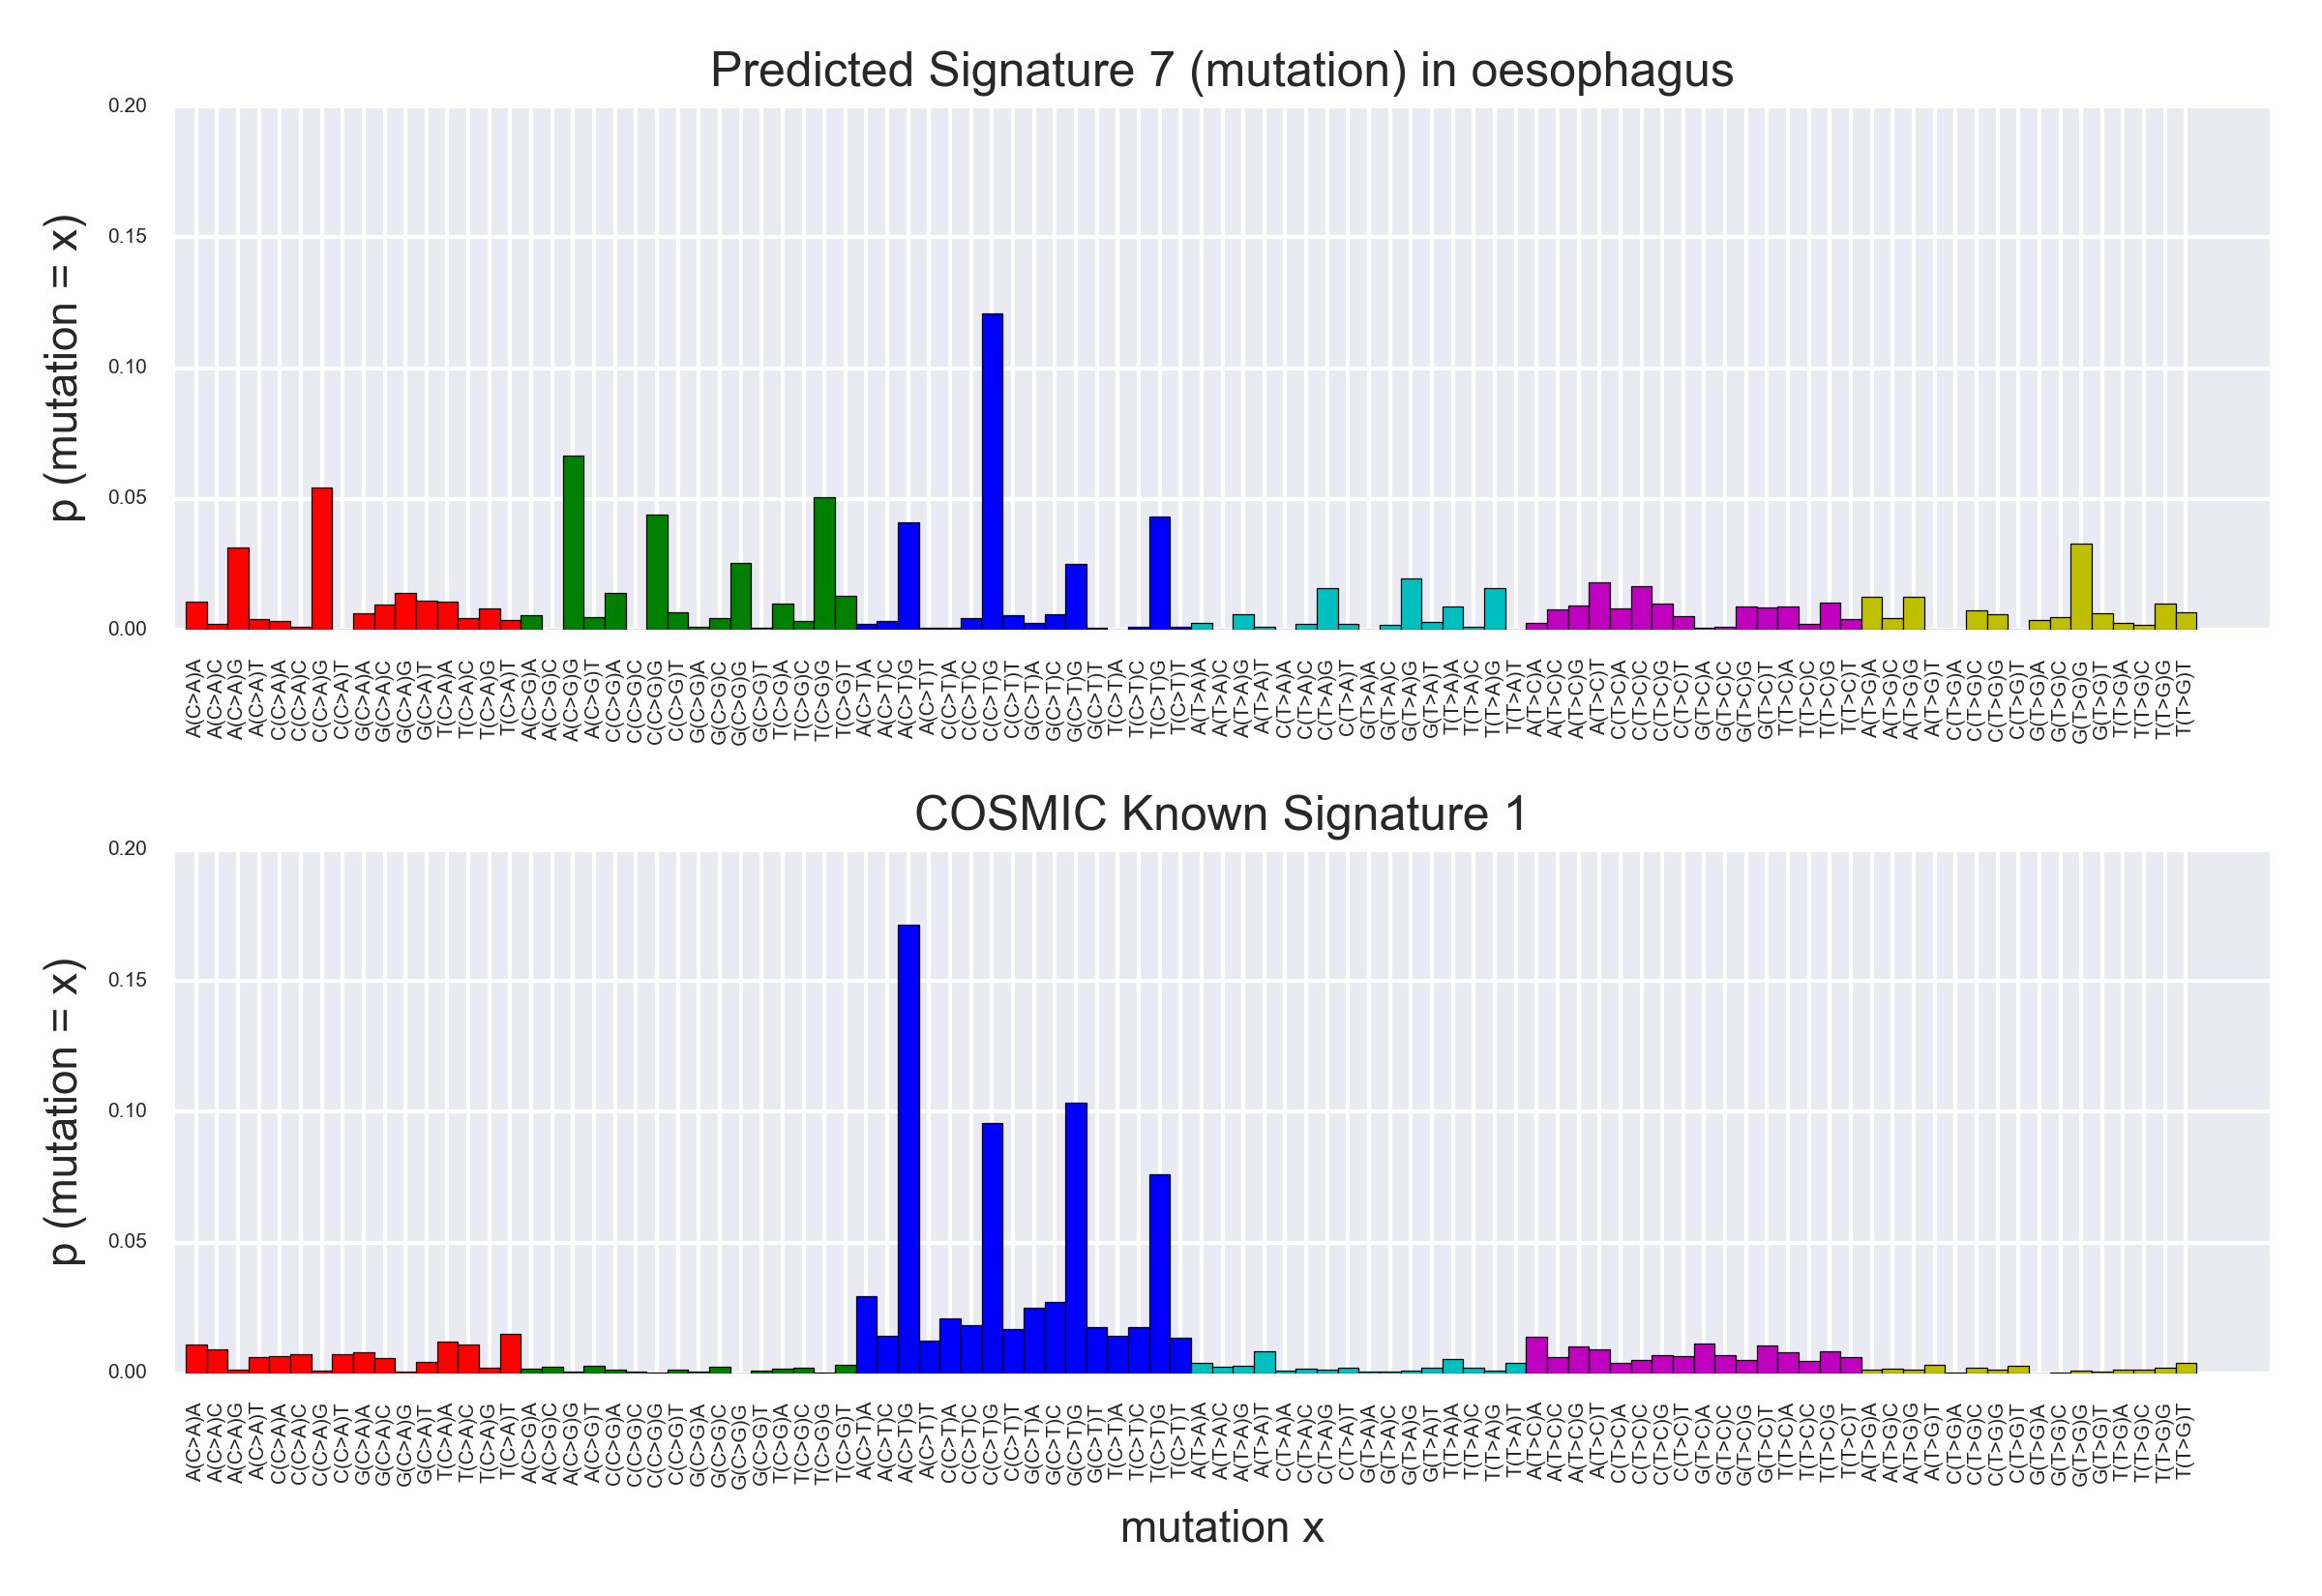 Predicted Signature 7 (mutation) in oesophagus
p (mutation = x)
0.20
0.15
0.10
0.05
0.00
A(C>A)A A(C>A)C A(C>A)G A(C>A)T C(C>A)A C(C>A)C C(C>A)G C(C>A)T G(C>A)A G(C>A)C G(C>A)G G(C>A)T T(C>A)A T(C>A)C T(C>A)G T(C>A)T A(C>G)A A(C>G)C A(C>G)G A(C>G)T C(C>G)A C(C>G)C C(C>G)G C(C>G)T G(C>G)A G(C>G)C G(C>G)G G(C>G)T T(C>G)A T(C>G)C T(C>G)G T(C>G)T A(C>T)A A(C>T)C A(C>T)G A(C>T)T C(C>T)A C(C>T)C C(C>T)G C(C>T)T G(C>T)A G(C>T)C G(C>T)G G(C>T)T T(C>T)A T(C>T)C T(C>T)G T(C>T)T A(T>A)A A(T>A)C A(T>A)G A(T>A)T C(T>A)A C(T>A)C C(T>A)G C(T>A)T G(T>A)A G(T>A)C G(T>A)G G(T>A)T T(T>A)A T(T>A)C T(T>A)G T(T>A)T A(T>C)A A(T>C)C A(T>C)G A(T>C)T C(T>C)A C(T>C)C C(T>C)G C(T>C)T G(T>C)A G(T>C)C G(T>C)G G(T>C)T T(T>C)A T(T>C)C T(T>C)G T(T>C)T A(T>G)A A(T>G)C A(T>G)G A(T>G)T C(T>G)A C(T>G)C C(T>G)G C(T>G)T G(T>G)A G(T>G)C G(T>G)G G(T>G)T T(T>G)A T(T>G)C T(T>G)G T(T>G)T
COSMIC Known Signature 1
p (mutation = x)
0.20
0.15
0.10
0.05
0.00
A(C>A)A A(C>A)C A(C>A)G A(C>A)T C(C>A)A C(C>A)C C(C>A)G C(C>A)T G(C>A)A G(C>A)C G(C>A)G G(C>A)T T(C>A)A T(C>A)C T(C>A)G T(C>A)T A(C>G)A A(C>G)C A(C>G)G A(C>G)T C(C>G)A C(C>G)C C(C>G)G C(C>G)T G(C>G)A G(C>G)C G(C>G)G G(C>G)T T(C>G)A T(C>G)C T(C>G)G T(C>G)T A(C>T)A A(C>T)C A(C>T)G A(C>T)T C(C>T)A C(C>T)C C(C>T)G C(C>T)T G(C>T)A G(C>T)C G(C>T)G G(C>T)T T(C>T)A T(C>T)C T(C>T)G T(C>T)T A(T>A)A A(T>A)C A(T>A)G A(T>A)T C(T>A)A C(T>A)C C(T>A)G C(T>A)T G(T>A)A G(T>A)C G(T>A)G G(T>A)T T(T>A)A T(T>A)C T(T>A)G T(T>A)T A(T>C)A A(T>C)C A(T>C)G A(T>C)T C(T>C)A C(T>C)C C(T>C)G C(T>C)T G(T>C)A G(T>C)C G(T>C)G G(T>C)T T(T>C)A T(T>C)C T(T>C)G T(T>C)T A(T>G)A A(T>G)C A(T>G)G A(T>G)T C(T>G)A C(T>G)C C(T>G)G C(T>G)T G(T>G)A G(T>G)C G(T>G)G G(T>G)T T(T>G)A T(T>G)C T(T>G)G T(T>G)T
mutation x